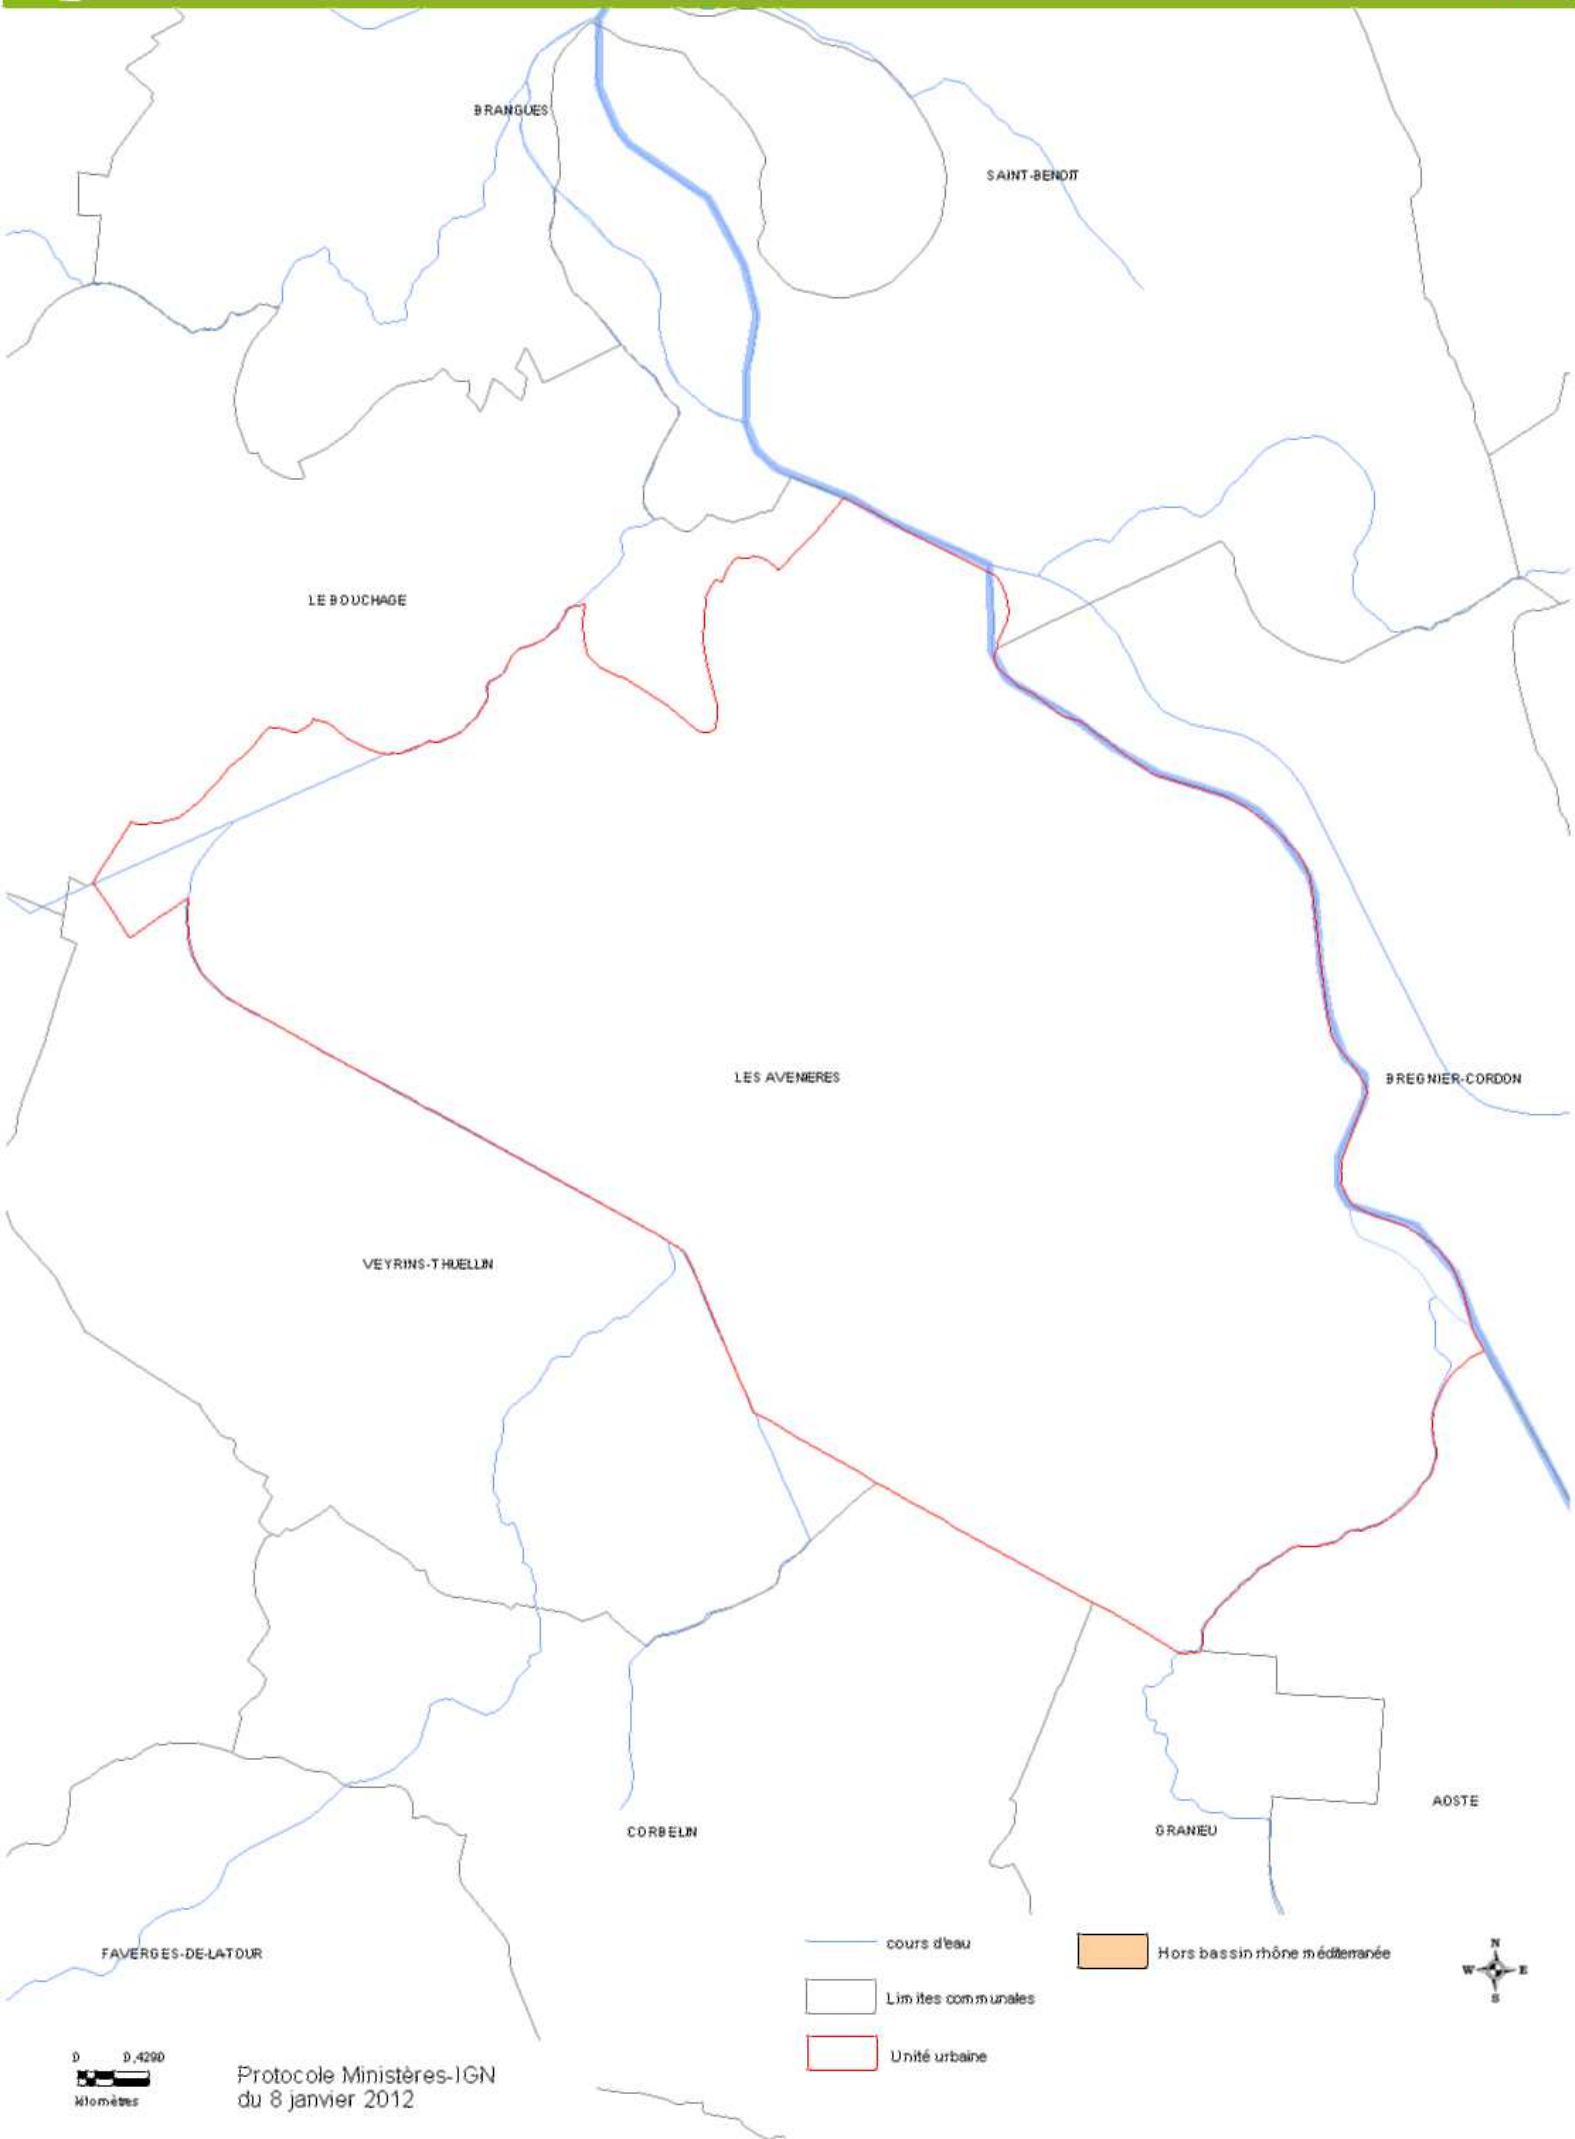 BRANGUES
SAINT-BENOIT
LE BOUCHAGE
LES AVENIERES
BREGNIER-CORDON
VEYRINS-THUELLIN
AOSTE
CORBELIN
GRANIEU
FAVERGES-DE-LA-TOUR
cours d'eau
Hors bassin rhône méditerranée
Limites communales
Unité urbaine
N
W E
S
0 0,4290
kilomètres
Protocole Ministères-IGN
du 8 janvier 2012